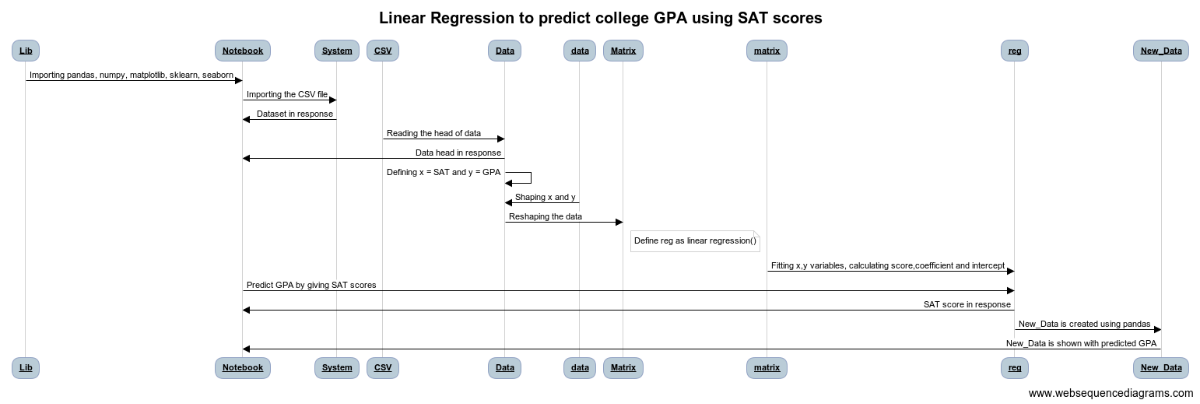 Linear Regression to predict college GPA using SAT scores
Lib Notebook System CSV Data data Matrix matrix reg New_Data
Importing pandas, numpy, matplotlib, sklearn, seaborn
Importing the CSV file
Dataset in response
Reading the head of data
Data head in response
Defining x = SAT and y = GPA
Shaping x and y
Reshaping the data
Define reg as linear regression()
Fitting x,y variables, calculating score,coefficient and intercept
Predict GPA by giving SAT scores
SAT score in response
New_Data is created using pandas
New_Data is shown with predicted GPA
Lib Notebook System CSV Data data Matrix matrix reg New_Data
www.websequencediagrams.com